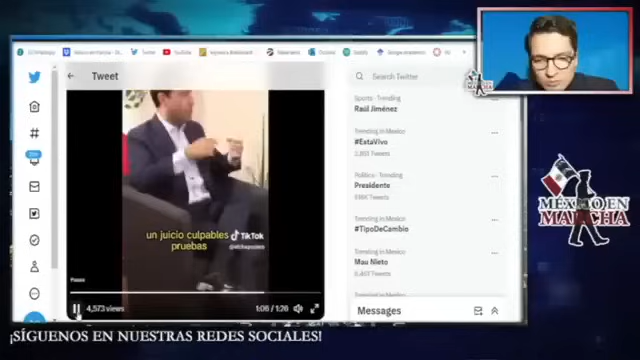 Tweet
Search Twitter
Twitter
YouTube
Sports · Trending
Raúl Jiménez
Trending in Mexico
#EstaVivo
Politics · Trending
Presidente
Trending in Mexico
#TipoDeCambio
Trending in Mexico
Mau Nieto
un juicio culpables
pruebas
TikTok
4,573 views
1:06 / 1:26
Messages
MÉXICO EN
MARCHA
¡SÍGUENOS EN NUESTRAS REDES SOCIALES!